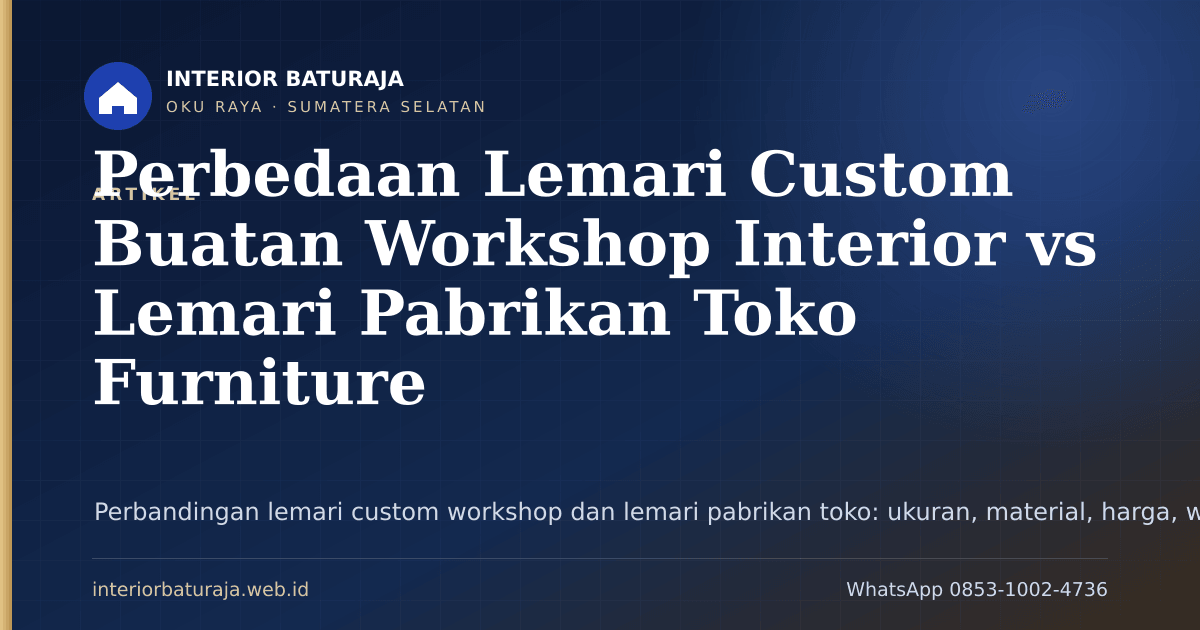 INTERIOR BATURAJA
OKU RAYA · SUMATERA SELATAN
ARTIKEL
Perbedaan Lemari Custom
Buatan Workshop Interior vs
Lemari Pabrikan Toko
Furniture
Perbandingan lemari custom workshop dan lemari pabrikan toko: ukuran, material, harga,
interiorbaturaja.web.id
WhatsApp 0853-1002-4736